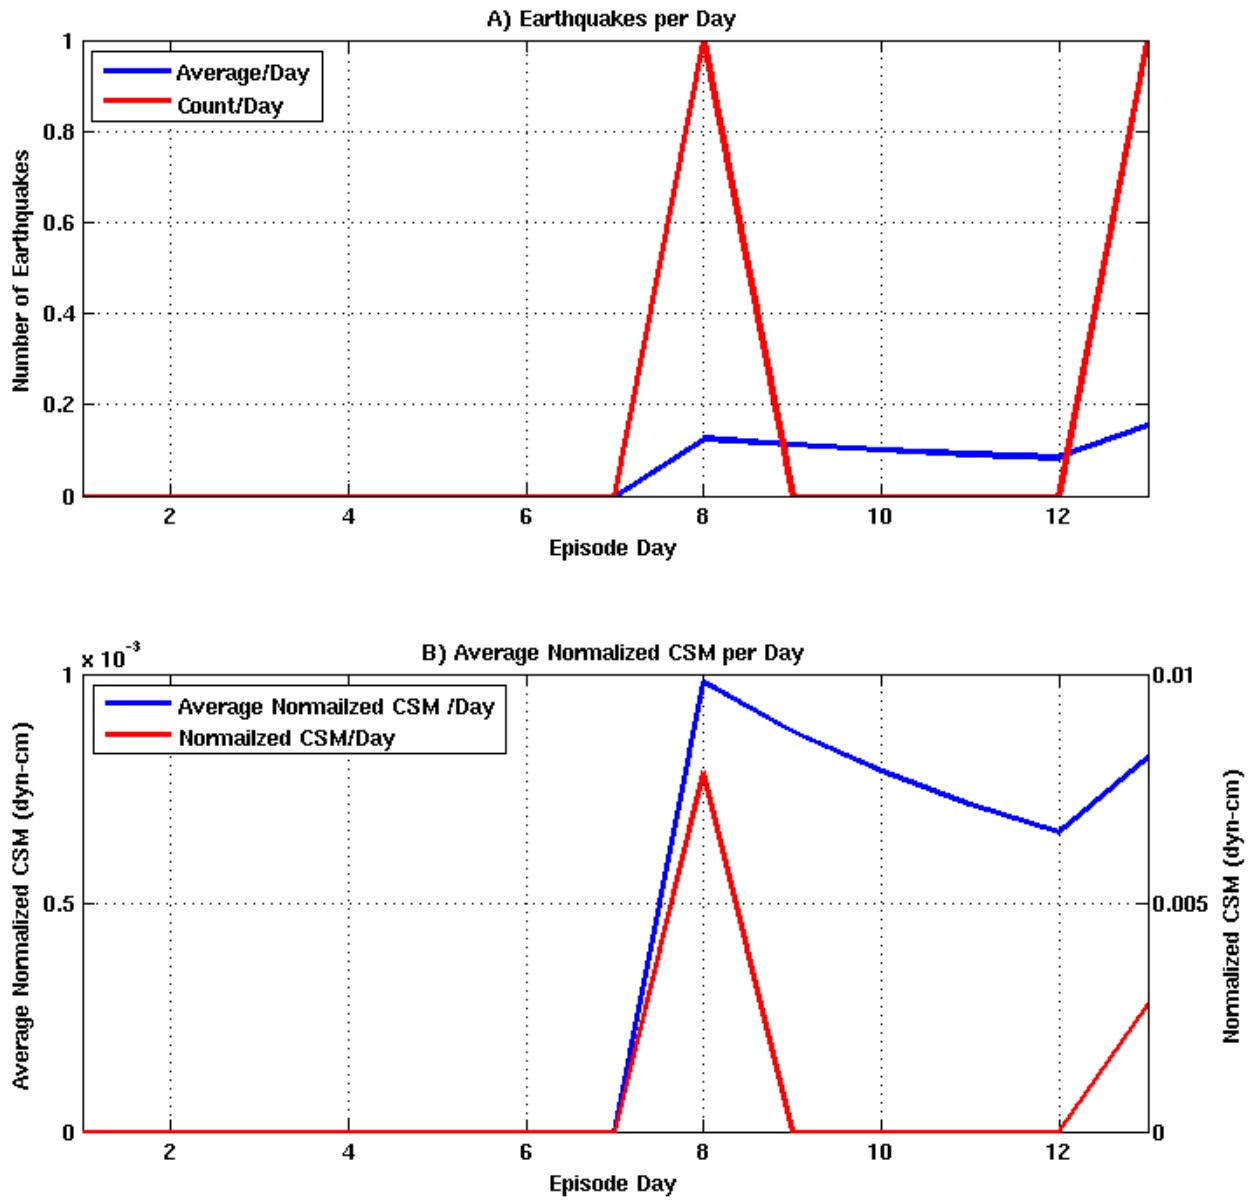 A) Earthquakes per Day
1
0.8
0.6
0.4
0.2
0
Number of Earthquakes
Average/Day
Count/Day
2 4 6 8 10 12
Episode Day
B) Average Normalized CSM per Day
x 10-3
1
0.5
0
Average Normalized CSM (dyn-cm)
Average Normailzed CSM /Day
Normailzed CSM/Day
0.01
0.005
0
Normalized CSM (dyn-cm)
2 4 6 8 10 12
Episode Day